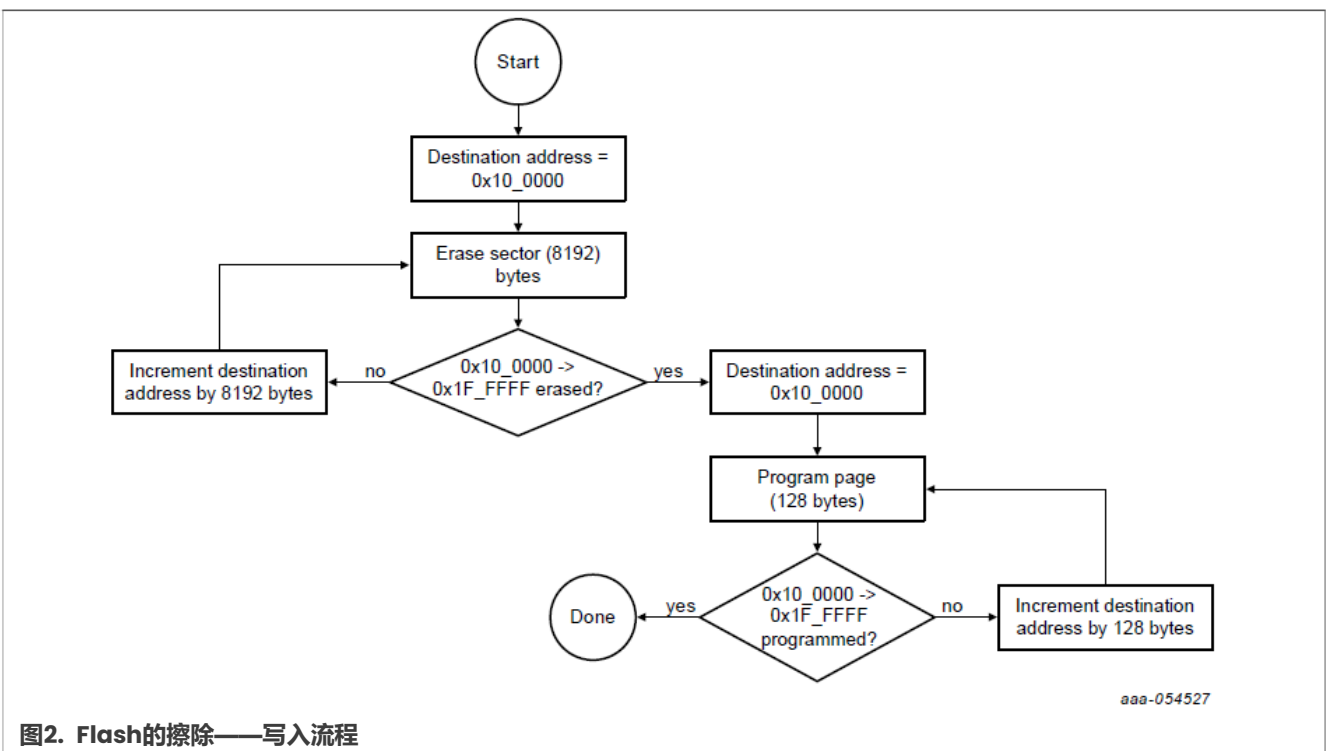 Start
Destination address =
0x10_0000
Erase sector (8192)
bytes
Increment destination
address by 8192 bytes
no
0x10_0000 ->
0x1F_FFFF erased?
yes
Destination address =
0x10_0000
Program page
(128 bytes)
Done
yes
0x10_0000 ->
0x1F_FFFF
programmed?
no
Increment destination
address by 128 bytes
aaa-054527
图2. Flash的擦除——写入流程